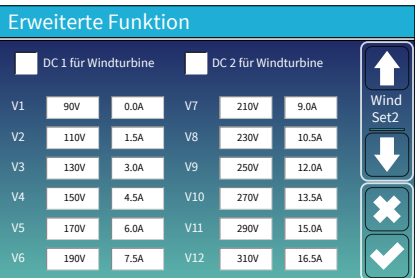 Erweiterte Funktion
DC 1 für Windturbine DC 2 für Windturbine
V1 90V 0.0A V7 210V 9.0A
V2 110V 1.5A V8 230V 10.5A
V3 130V 3.0A V9 250V 12.0A
V4 150V 4.5A V10 270V 13.5A
V5 170V 6.0A V11 290V 15.0A
V6 190V 7.5A V12 310V 16.5A
Wind
Set2